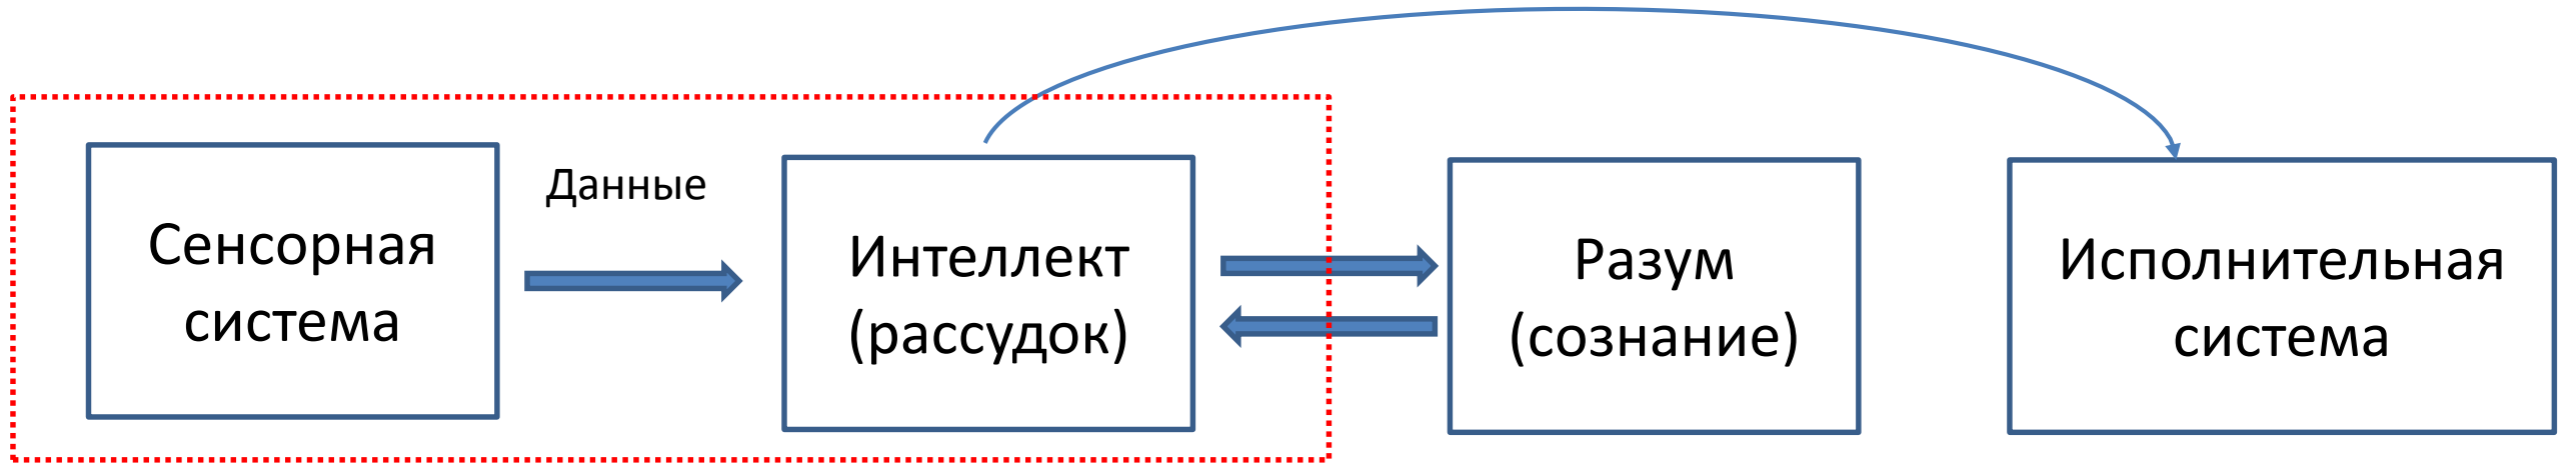 Сенсорная
система
Данные
Интеллект
(рассудок)
Разум
(сознание)
Исполнительная
система